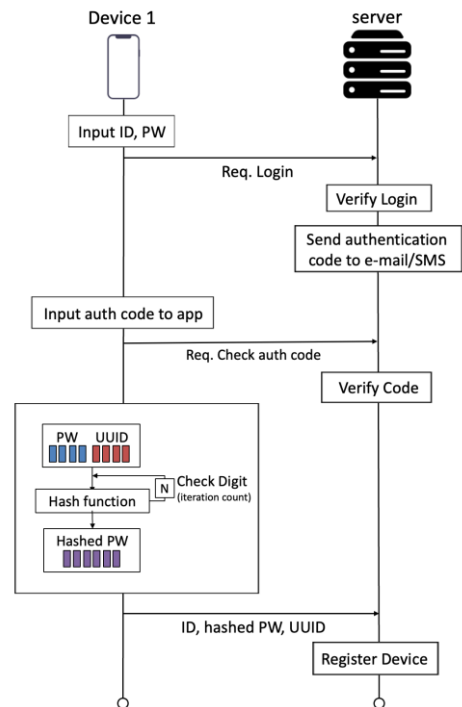 Device 1
server
Input ID, PW
Req. Login
Verify Login
Send authentication
code to e-mail/SMS
Input auth code to app
Req. Check auth code
Verify Code
PW UUID
N
Check Digit
(iteration count)
Hash function
Hashed PW
ID, hashed PW, UUID
Register Device